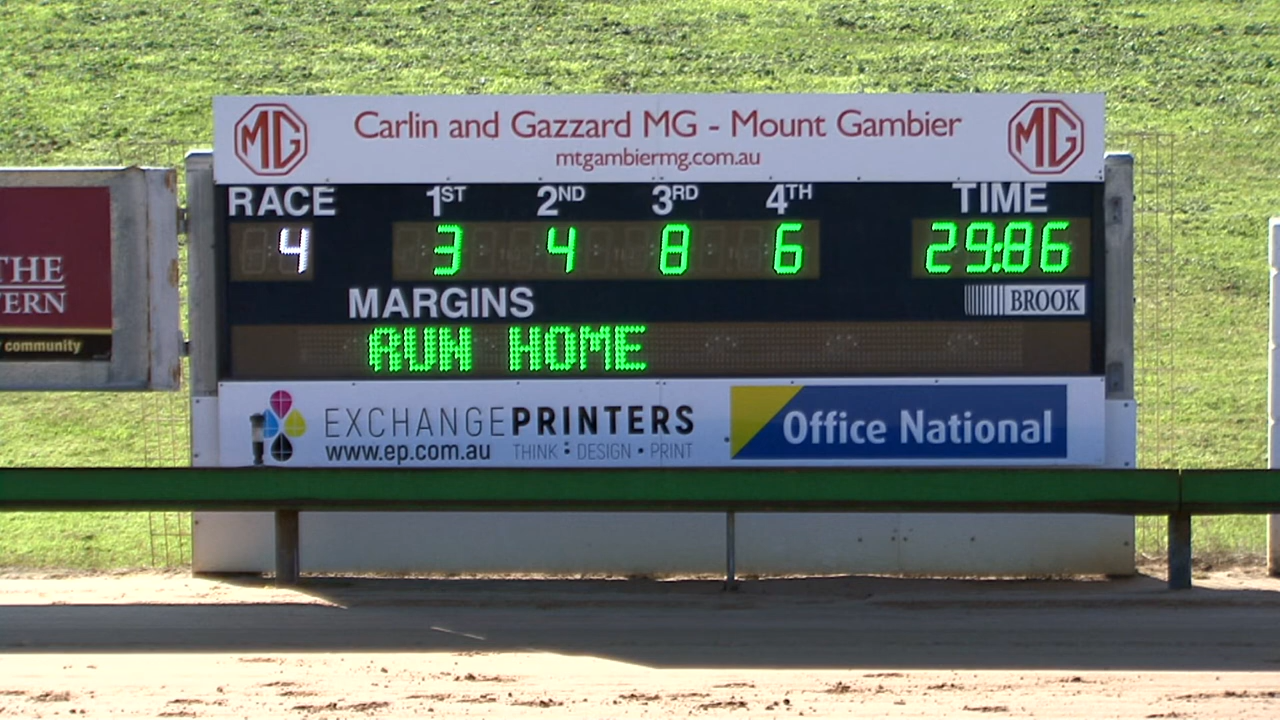 MG Carlin and Gazzard MG - Mount Gambier MG
mtgambiermg.com.au
RACE 1ST 2ND 3RD 4TH TIME
4 3 4 8 6 29:86
MARGINS BROOK
RUN HOME
THE
ERN
community
EXCHANGEPRINTERS
www.ep.com.au THINK : DESIGN • PRINT
Office National